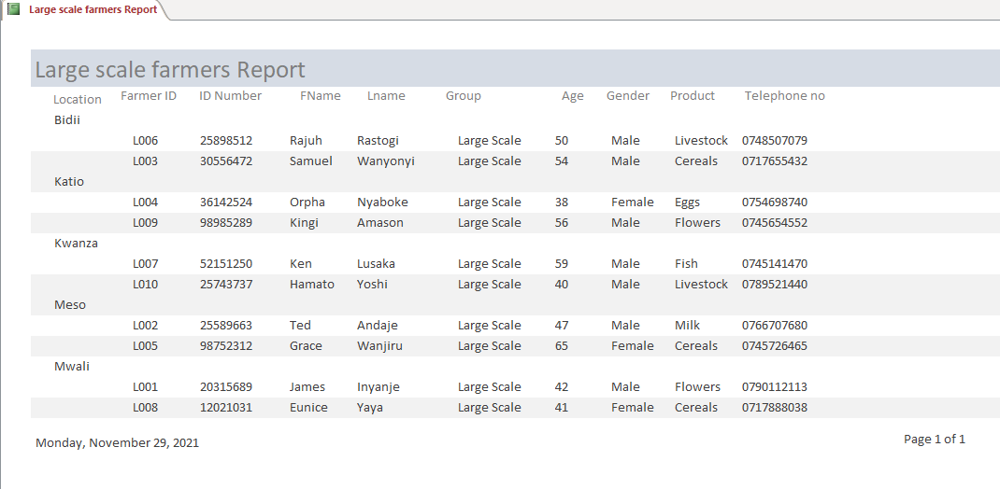 Large scale farmers Report
Large scale farmers Report
Location Farmer ID ID Number FName Lname Group Age Gender Product Telephone no
Bidii
L006 25898512 Rajuh Rastogi Large Scale 50 Male Livestock 0748507079
L003 30556472 Samuel Wanyonyi Large Scale 54 Male Cereals 0717655432
Katio
L004 36142524 Orpha Nyaboke Large Scale 38 Female Eggs 0754698740
L009 98985289 Kingi Amason Large Scale 56 Male Flowers 0745654552
Kwanza
L007 52151250 Ken Lusaka Large Scale 59 Male Fish 0745141470
L010 25743737 Hamato Yoshi Large Scale 40 Male Livestock 0789521440
Meso
L002 25589663 Ted Andaje Large Scale 47 Male Milk 0766707680
L005 98752312 Grace Wanjiru Large Scale 65 Female Cereals 0745726465
Mwali
L001 20315689 James Inyanje Large Scale 42 Male Flowers 0790112113
L008 12021031 Eunice Yaya Large Scale 41 Female Cereals 0717888038
Monday, November 29, 2021 Page 1 of 1